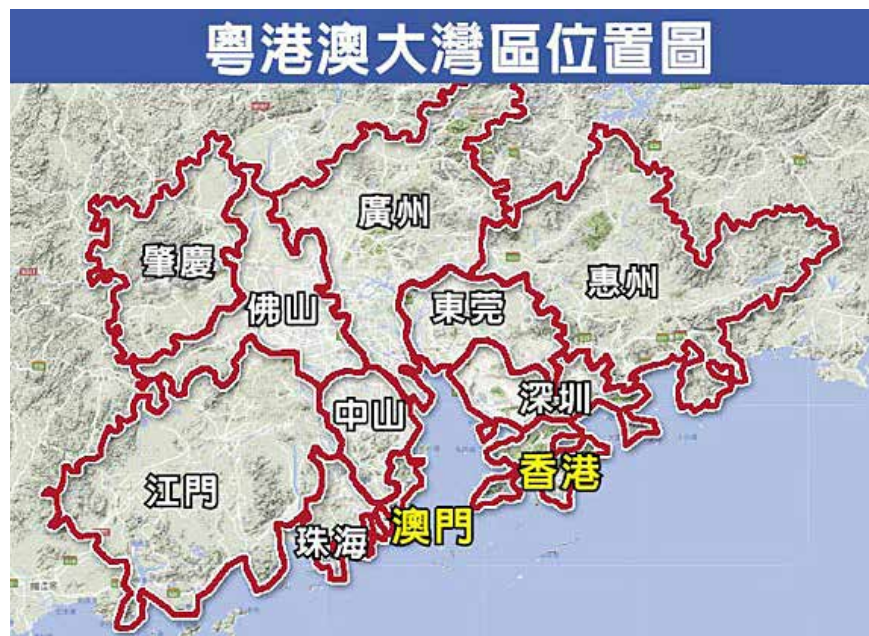 粵港澳大灣區位置圖
廣州
肇慶
惠州
佛山
東莞
深圳
中山
香港
江門
澳門
珠海